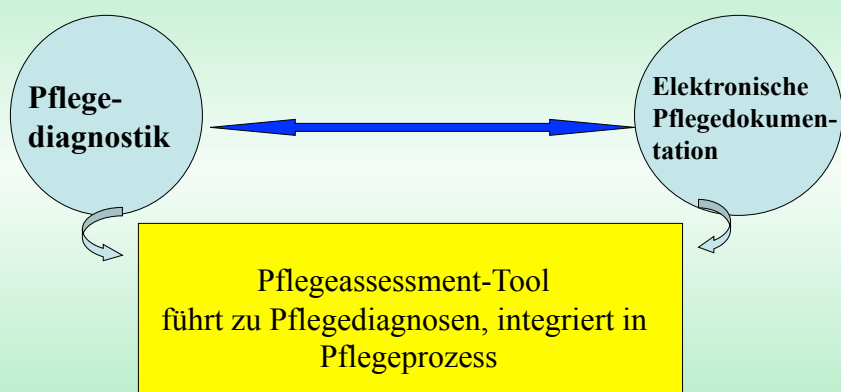 Pflege-
diagnostik
Elektronische
Pflegedokumen-
tation
Pflegeassessment-Tool
führt zu Pflegediagnosen, integriert in
Pflegeprozess